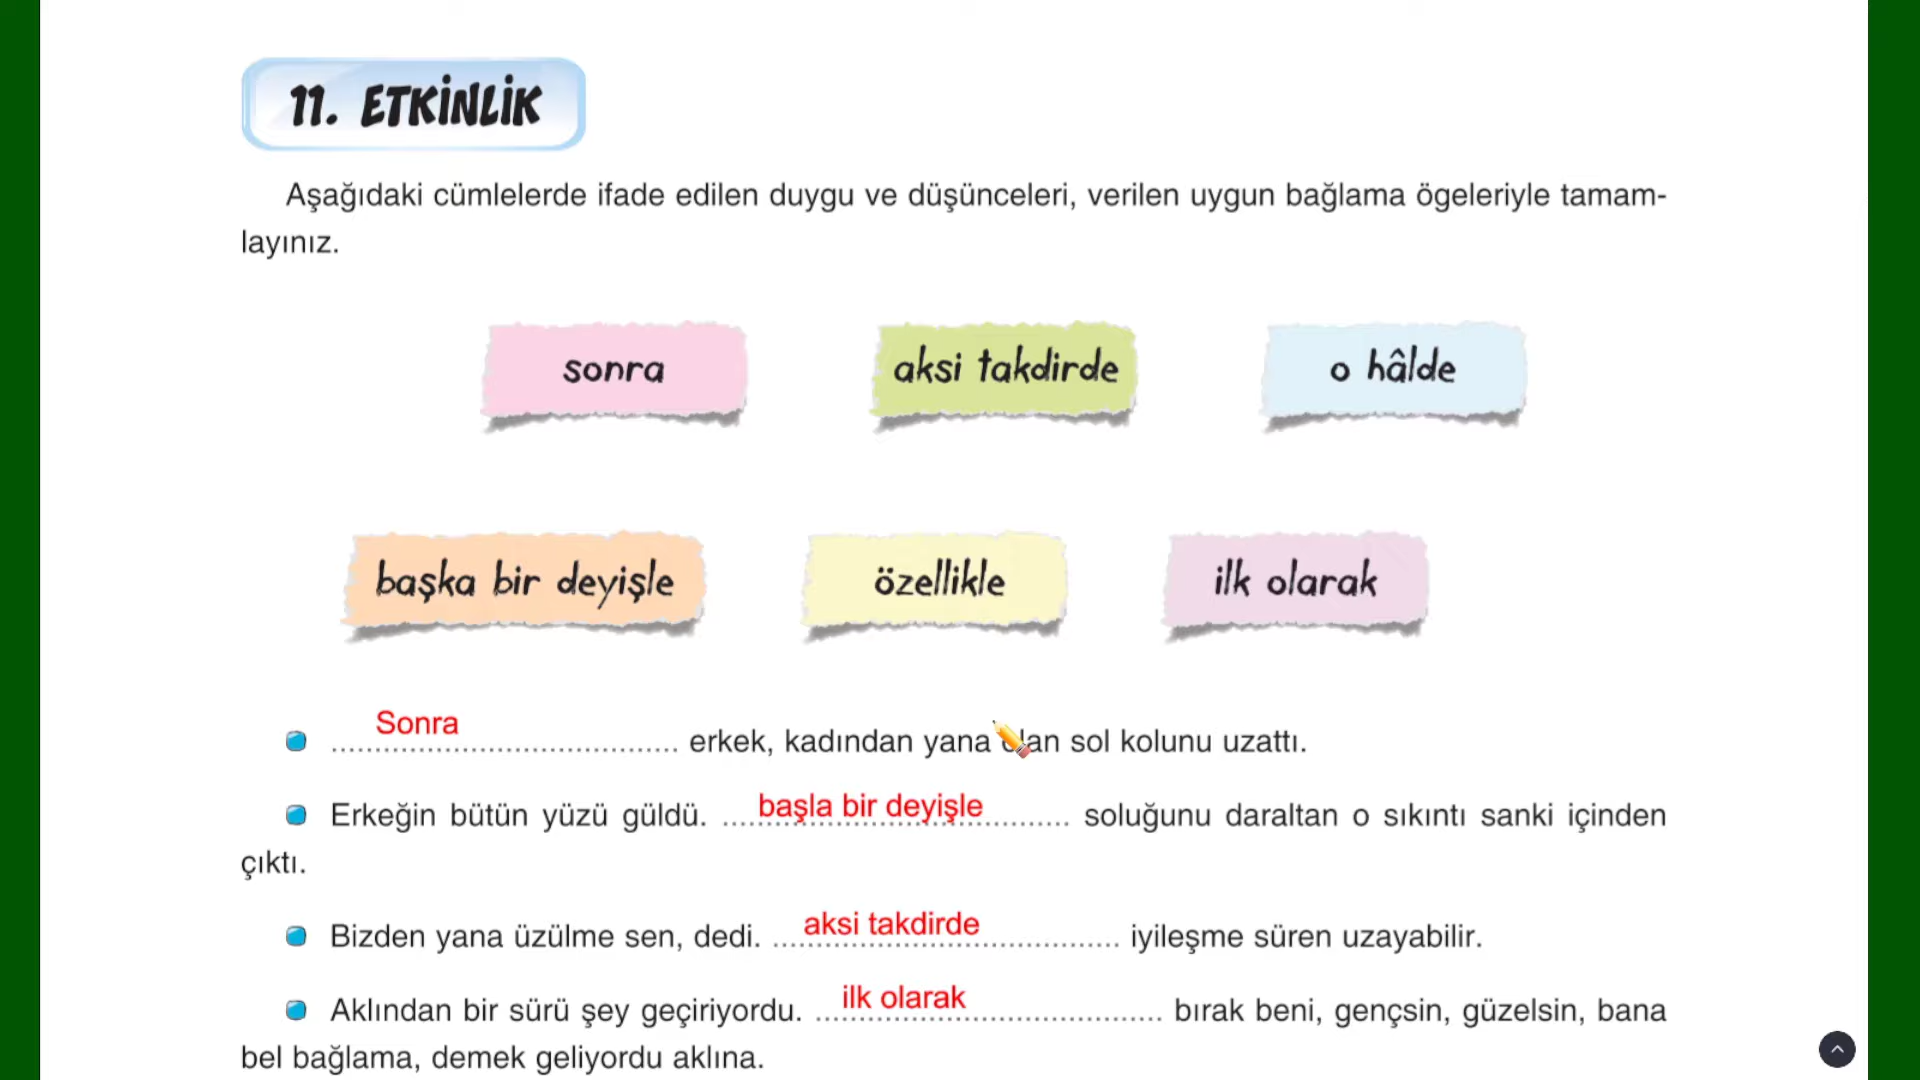 11. ETKİNLİK
Aşağıdaki cümlelerde ifade edilen duygu ve düşünceleri, verilen uygun bağlama ögeleriyle tamam-
layınız.
sonra aksi takdirde o hâlde
başka bir deyişle özellikle ilk olarak
Sonra erkek, kadından yana olan sol kolunu uzattı.
Erkeğin bütün yüzü güldü. başla bir deyişle soluğunu daraltan o sıkıntı sanki içinden
çıktı.
Bizden yana üzülme sen, dedi. aksi takdirde iyileşme süren uzayabilir.
Aklından bir sürü şey geçiriyordu. ilk olarak bırak beni, gençsin, güzelsin, bana
bel bağlama, demek geliyordu aklına.